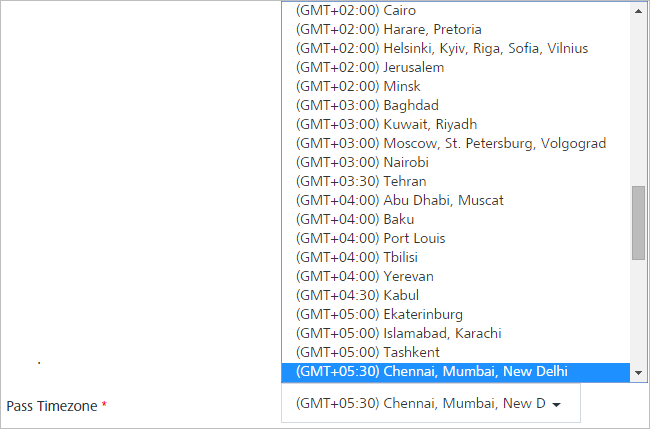 (GMT+02:00) Cairo
(GMT+02:00) Harare, Pretoria
(GMT+02:00) Helsinki, Kyiv, Riga, Sofia, Vilnius
(GMT+02:00) Jerusalem
(GMT+02:00) Minsk
(GMT+03:00) Baghdad
(GMT+03:00) Kuwait, Riyadh
(GMT+03:00) Moscow, St. Petersburg, Volgograd
(GMT+03:00) Nairobi
(GMT+03:30) Tehran
(GMT+04:00) Abu Dhabi, Muscat
(GMT+04:00) Baku
(GMT+04:00) Port Louis
(GMT+04:00) Tbilisi
(GMT+04:00) Yerevan
(GMT+04:30) Kabul
(GMT+05:00) Ekaterinburg
(GMT+05:00) Islamabad, Karachi
(GMT+05:00) Tashkent
(GMT+05:30) Chennai, Mumbai, New Delhi
Pass Timezone * (GMT+05:30) Chennai, Mumbai, New D